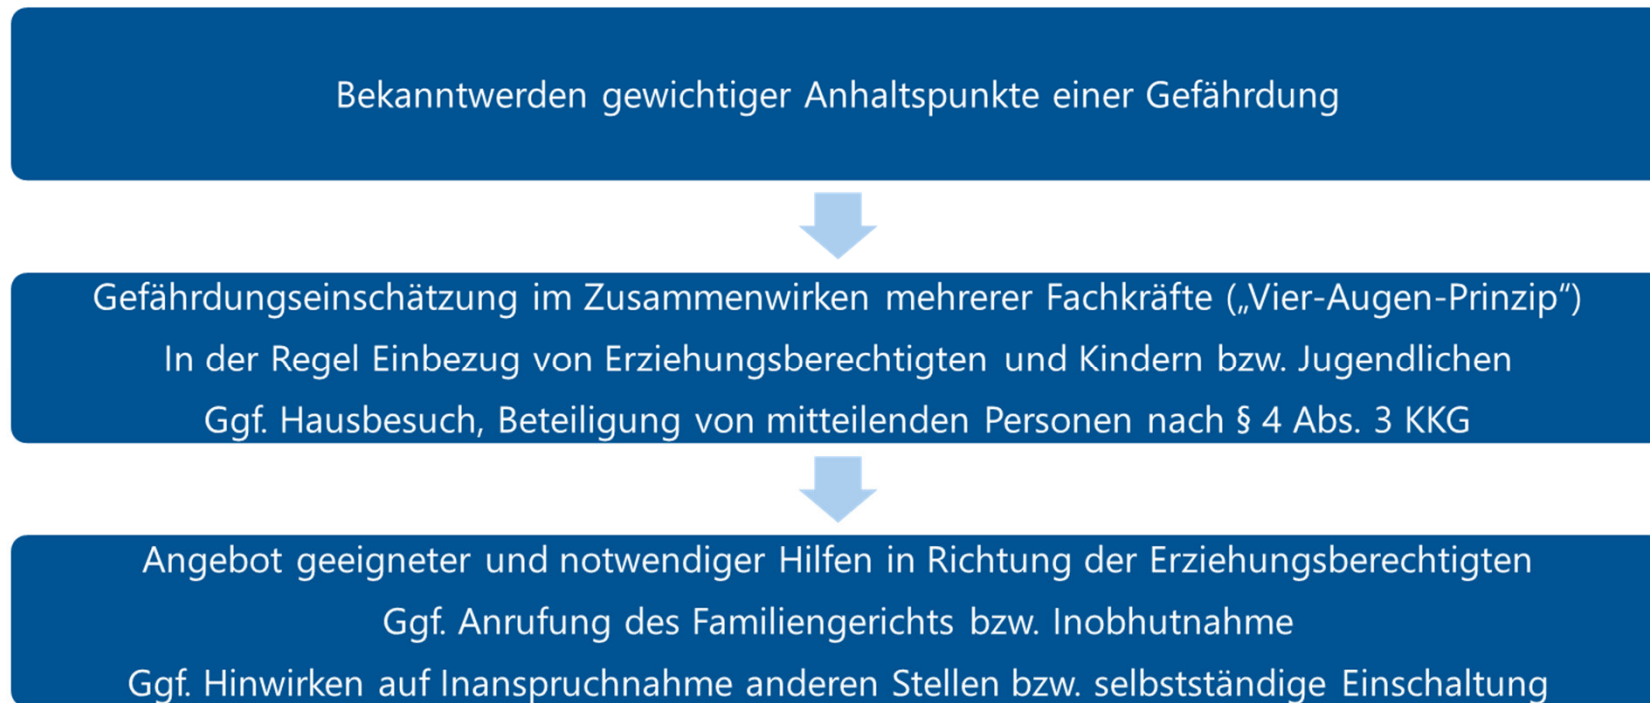 Bekanntwerden gewichtiger Anhaltspunkte einer Gefährdung
Gefährdungseinschätzung im Zusammenwirken mehrerer Fachkräfte („Vier-Augen-Prinzip“)
In der Regel Einbezug von Erziehungsberechtigten und Kindern bzw. Jugendlichen
Ggf. Hausbesuch, Beteiligung von mitteilenden Personen nach § 4 Abs. 3 KKG
Angebot geeigneter und notwendiger Hilfen in Richtung der Erziehungsberechtigten
Ggf. Anrufung des Familiengerichts bzw. Inobhutnahme
Ggf. Hinwirken auf Inanspruchnahme anderen Stellen bzw. selbstständige Einschaltung